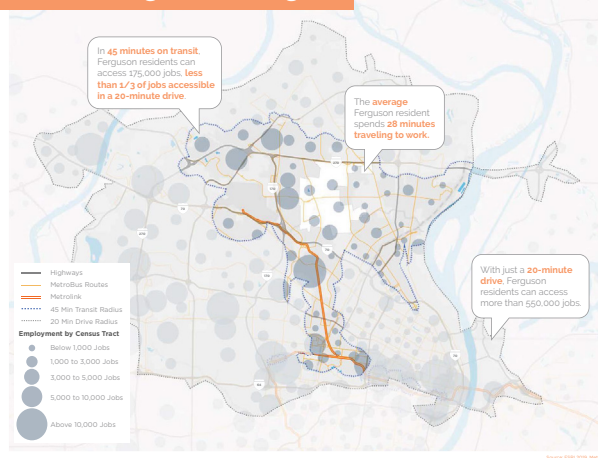 In 45 minutes on transit,
Ferguson residents can
access 175,000 jobs, less
than 1/3 of jobs accessible
in a 20-minute drive.
The average
Ferguson resident
spends 28 minutes
traveling to work.
With just a 20-minute
drive, Ferguson
residents can access
more than 550,000 jobs.
Highways
MetroBus Routes
Metrolink
45 Min Transit Radius
20 Min Drive Radius
Employment by Census Tract
Below 1,000 Jobs
1,000 to 3,000 Jobs
3,000 to 5,000 Jobs
5,000 to 10,000 Jobs
Above 10,000 Jobs